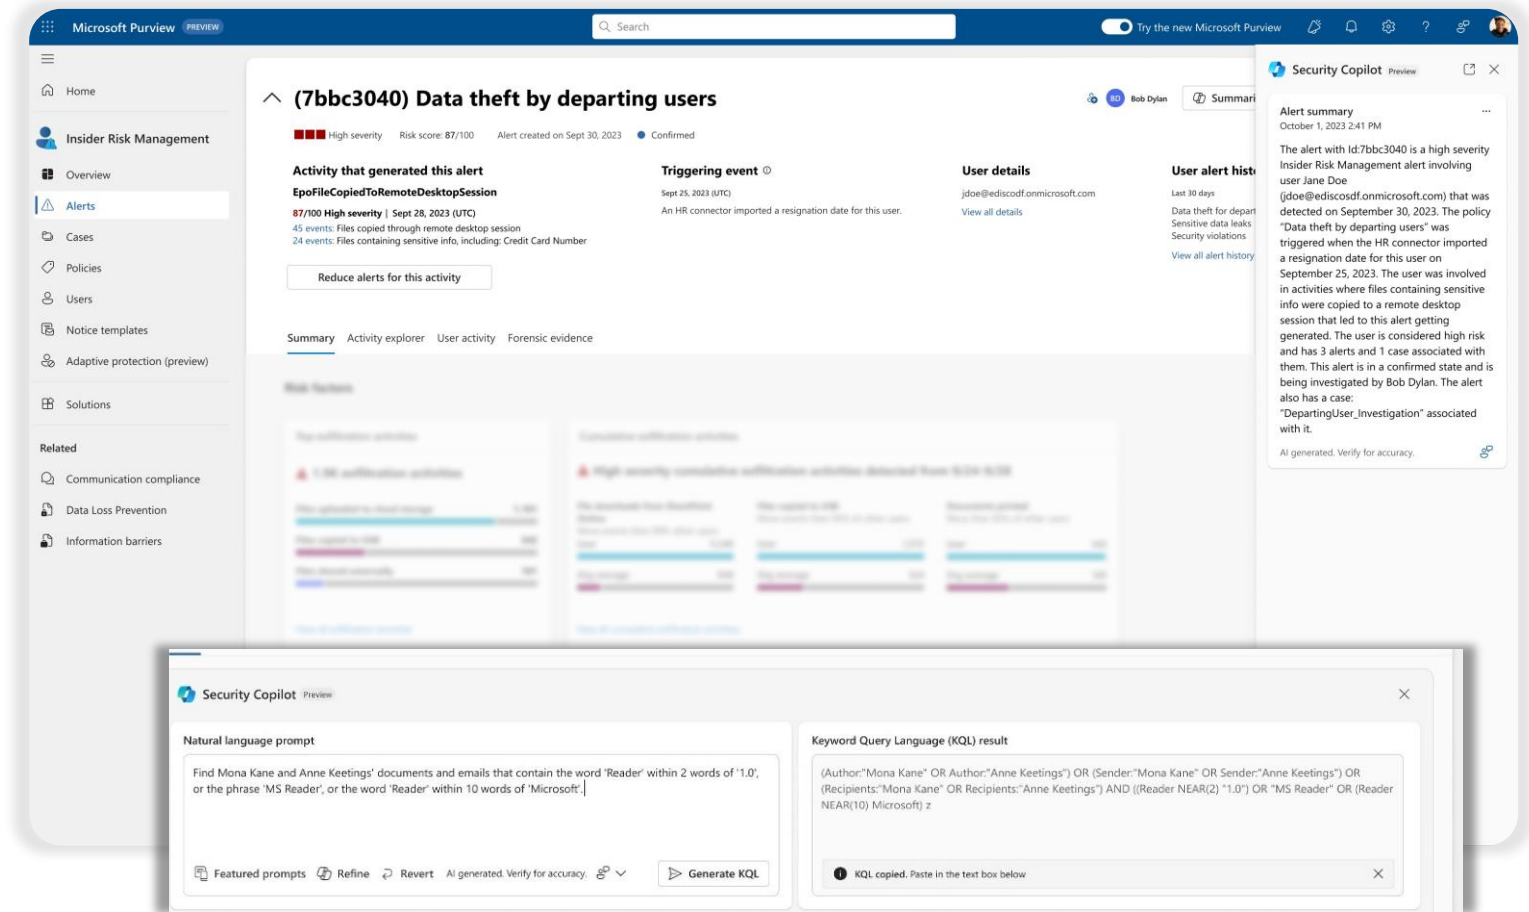 Microsoft Purview PREVIEW
Search
Try the new Microsoft Purview
Home
Insider Risk Management
Overview
Alerts
Cases
Policies
Users
Notice templates
Adaptive protection (preview)
Solutions
Related
Communication compliance
Data Loss Prevention
Information barriers
(7bbc3040) Data theft by departing users
BD Bob Dylan
Summari
High severity Risk score: 87/100 Alert created on Sept 30, 2023 Confirmed
Activity that generated this alert
EpoFileCopiedToRemoteDesktopSession
87/100 High severity | Sept 28, 2023 (UTC)
45 events: Files copied through remote desktop session
24 events: Files containing sensitive info, including: Credit Card Number
Reduce alerts for this activity
Triggering event
Sept 25, 2023 (UTC)
An HR connector imported a resignation date for this user.
User details
jdoe@ediscodf.onmicrosoft.com
View all details
User alert hist
Last 30 days
Data theft for depart
Sensitive data leaks
Security violations
View all alert history
Summary Activity explorer User activity Forensic evidence
Risk factors
Top exfiltration activities
Cumulative exfiltration activities
High severity cumulative exfiltration activities detected from 9/24-9/28
Security Copilot Preview
Alert summary
October 1, 2023 2:41 PM
The alert with Id:7bbc3040 is a high severity
Insider Risk Management alert involving
user Jane Doe
(jdoe@ediscosdf.onmicrosoft.com) that was
detected on September 30, 2023. The policy
"Data theft by departing users" was
triggered when the HR connector imported
a resignation date for this user on
September 25, 2023. The user was involved
in activities where files containing sensitive
info were copied to a remote desktop
session that led to this alert getting
generated. The user is considered high risk
and has 3 alerts and 1 case associated with
them. This alert is in a confirmed state and is
being investigated by Bob Dylan. The alert
also has a case:
"DepartingUser_Investigation" associated
with it.
AI generated. Verify for accuracy.
Security Copilot Preview
Natural language prompt
Find Mona Kane and Anne Keetings' documents and emails that contain the word 'Reader' within 2 words of '1.0',
or the phrase 'MS Reader', or the word 'Reader' within 10 words of 'Microsoft'.
Featured prompts Refine Revert AI generated. Verify for accuracy. Generate KQL
Keyword Query Language (KQL) result
(Author:"Mona Kane" OR Author:"Anne Keetings") OR (Sender:"Mona Kane" OR Sender:"Anne Keetings") OR
(Recipients:"Mona Kane" OR Recipients:"Anne Keetings") AND ((Reader NEAR(2) "1.0") OR "MS Reader" OR (Reader
NEAR(10) Microsoft) z
KQL copied. Paste in the text box below